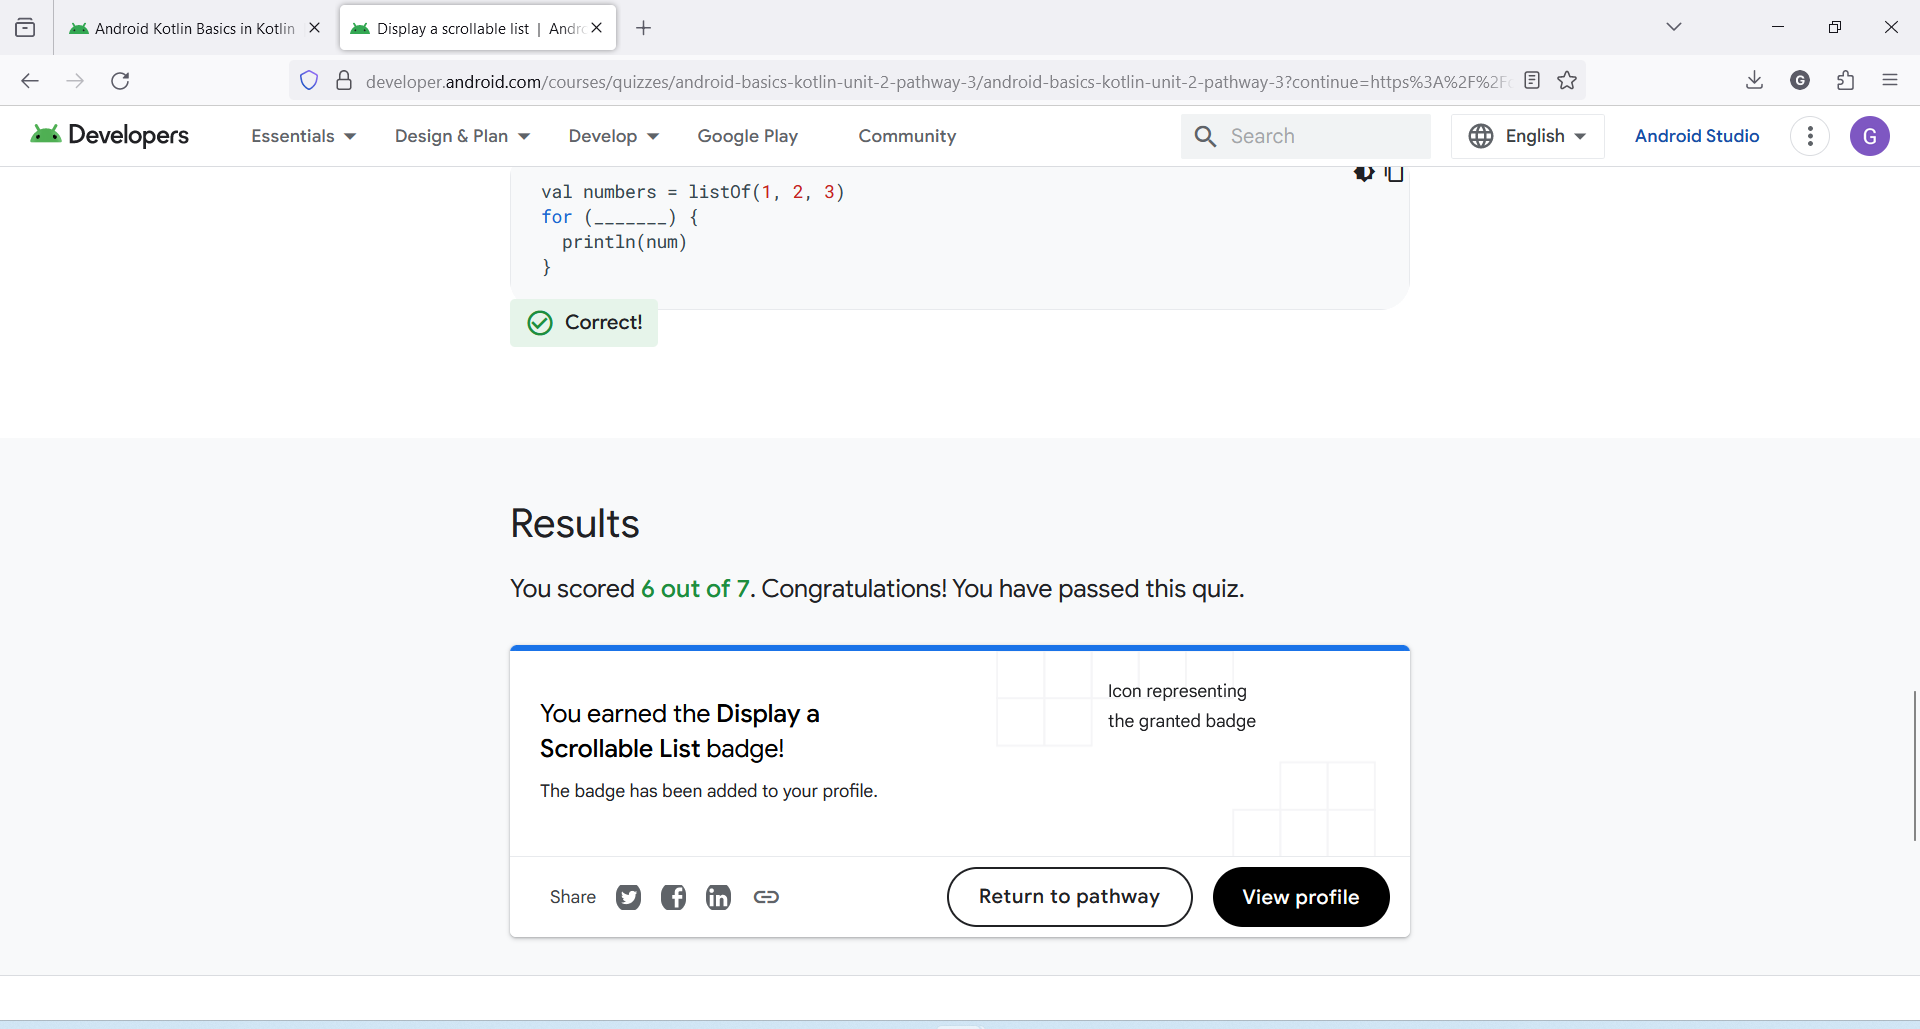 Android Kotlin Basics in Kotlin
Display a scrollable list | Andro
developer.android.com/courses/quizzes/android-basics-kotlin-unit-2-pathway-3/android-basics-kotlin-unit-2-pathway-3?continue=https%3A%2F%2F
G
Developers
Essentials
Design & Plan
Develop
Google Play
Community
Search
English
Android Studio
G
val numbers = listOf(1, 2, 3)
for (_______) {
println(num)
}
Correct!
Results
You scored 6 out of 7. Congratulations! You have passed this quiz.
You earned the Display a
Scrollable List badge!
The badge has been added to your profile.
Icon representing
the granted badge
Share
Return to pathway
View profile